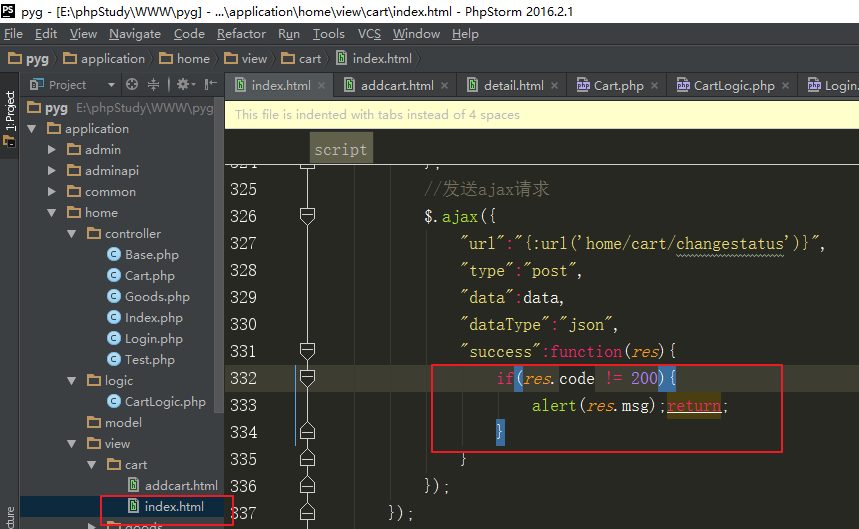 PS pyg - [E:\phpStudy\WWW\pyg] - ...\application\home\view\cart\index.html - PhpStorm 2016.2.1
File Edit View Navigate Code Refactor Run Tools VCS Window Help
pyg application home view cart index.html
Project index.html addcart.html detail.html Cart.php CartLogic.php Login.
1: Project
pyg E:\phpStudy\WWW\pyg
application
admin
adminapi
common
home
controller
Base.php
Cart.php
Goods.php
Index.php
Login.php
Test.php
logic
CartLogic.php
model
view
cart
addcart.html
index.html
goods
This file is indented with tabs instead of 4 spaces
script
324 };
325 //发送ajax请求
326 $.ajax({
327 "url":"{:url('home/cart/changestatus')}",
328 "type":"post",
329 "data":data,
330 "dataType":"json",
331 "success":function(res){
332 if(res.code != 200){
333 alert(res.msg);return;
334 }
335 }
336 });
337 });